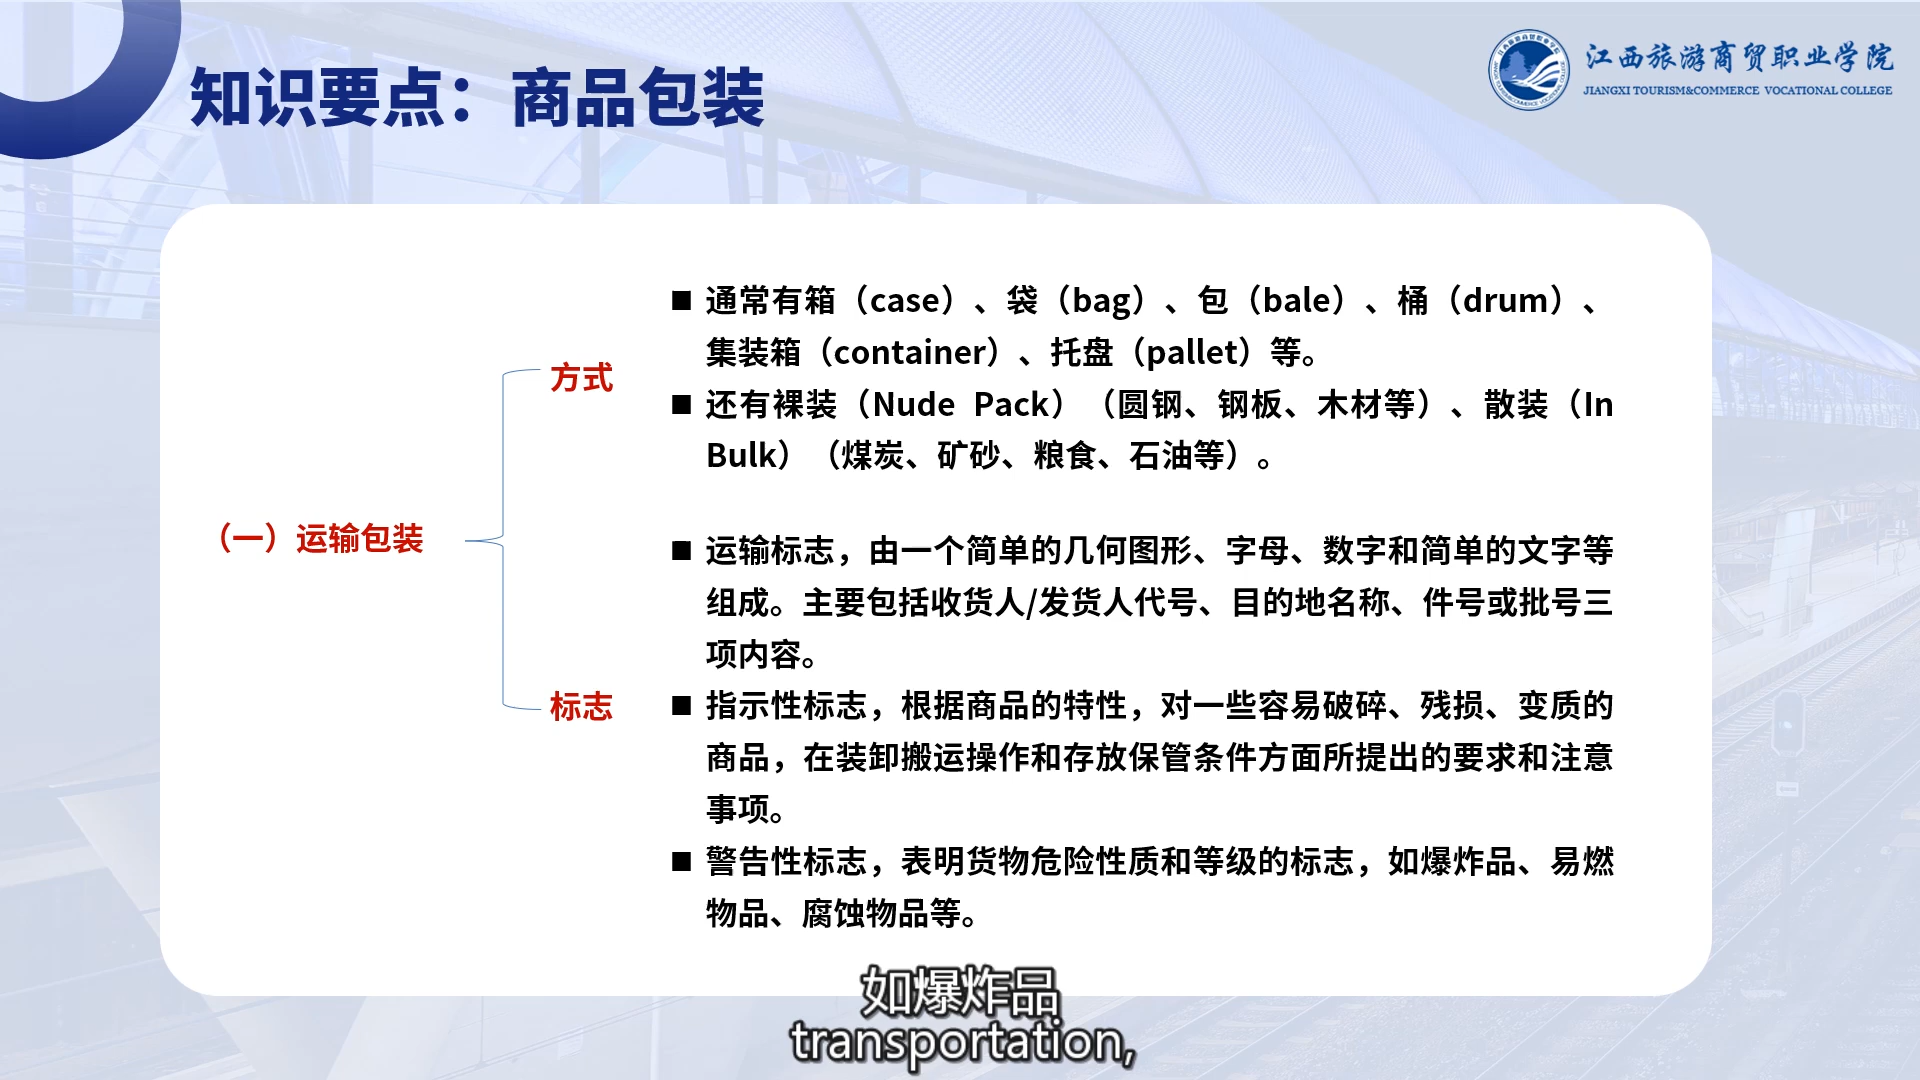 知识要点：商品包装
江西旅游商贸职业学院
JIANGXI TOURISM&COMMERCE VOCATIONAL COLLEGE
（一）运输包装
方式
■ 通常有箱（case）、袋（bag）、包（bale）、桶（drum）、
集装箱（container）、托盘（pallet）等。
■ 还有裸装（Nude Pack）（圆钢、钢板、木材等）、散装（In
Bulk）（煤炭、矿砂、粮食、石油等）。
标志
■ 运输标志，由一个简单的几何图形、字母、数字和简单的文字等
组成。主要包括收货人/发货人代号、目的地名称、件号或批号三
项内容。
■ 指示性标志，根据商品的特性，对一些容易破碎、残损、变质的
商品，在装卸搬运操作和存放保管条件方面所提出的要求和注意
事项。
■ 警告性标志，表明货物危险性质和等级的标志，如爆炸品、易燃
物品、腐蚀物品等。
如爆炸品
transportation,